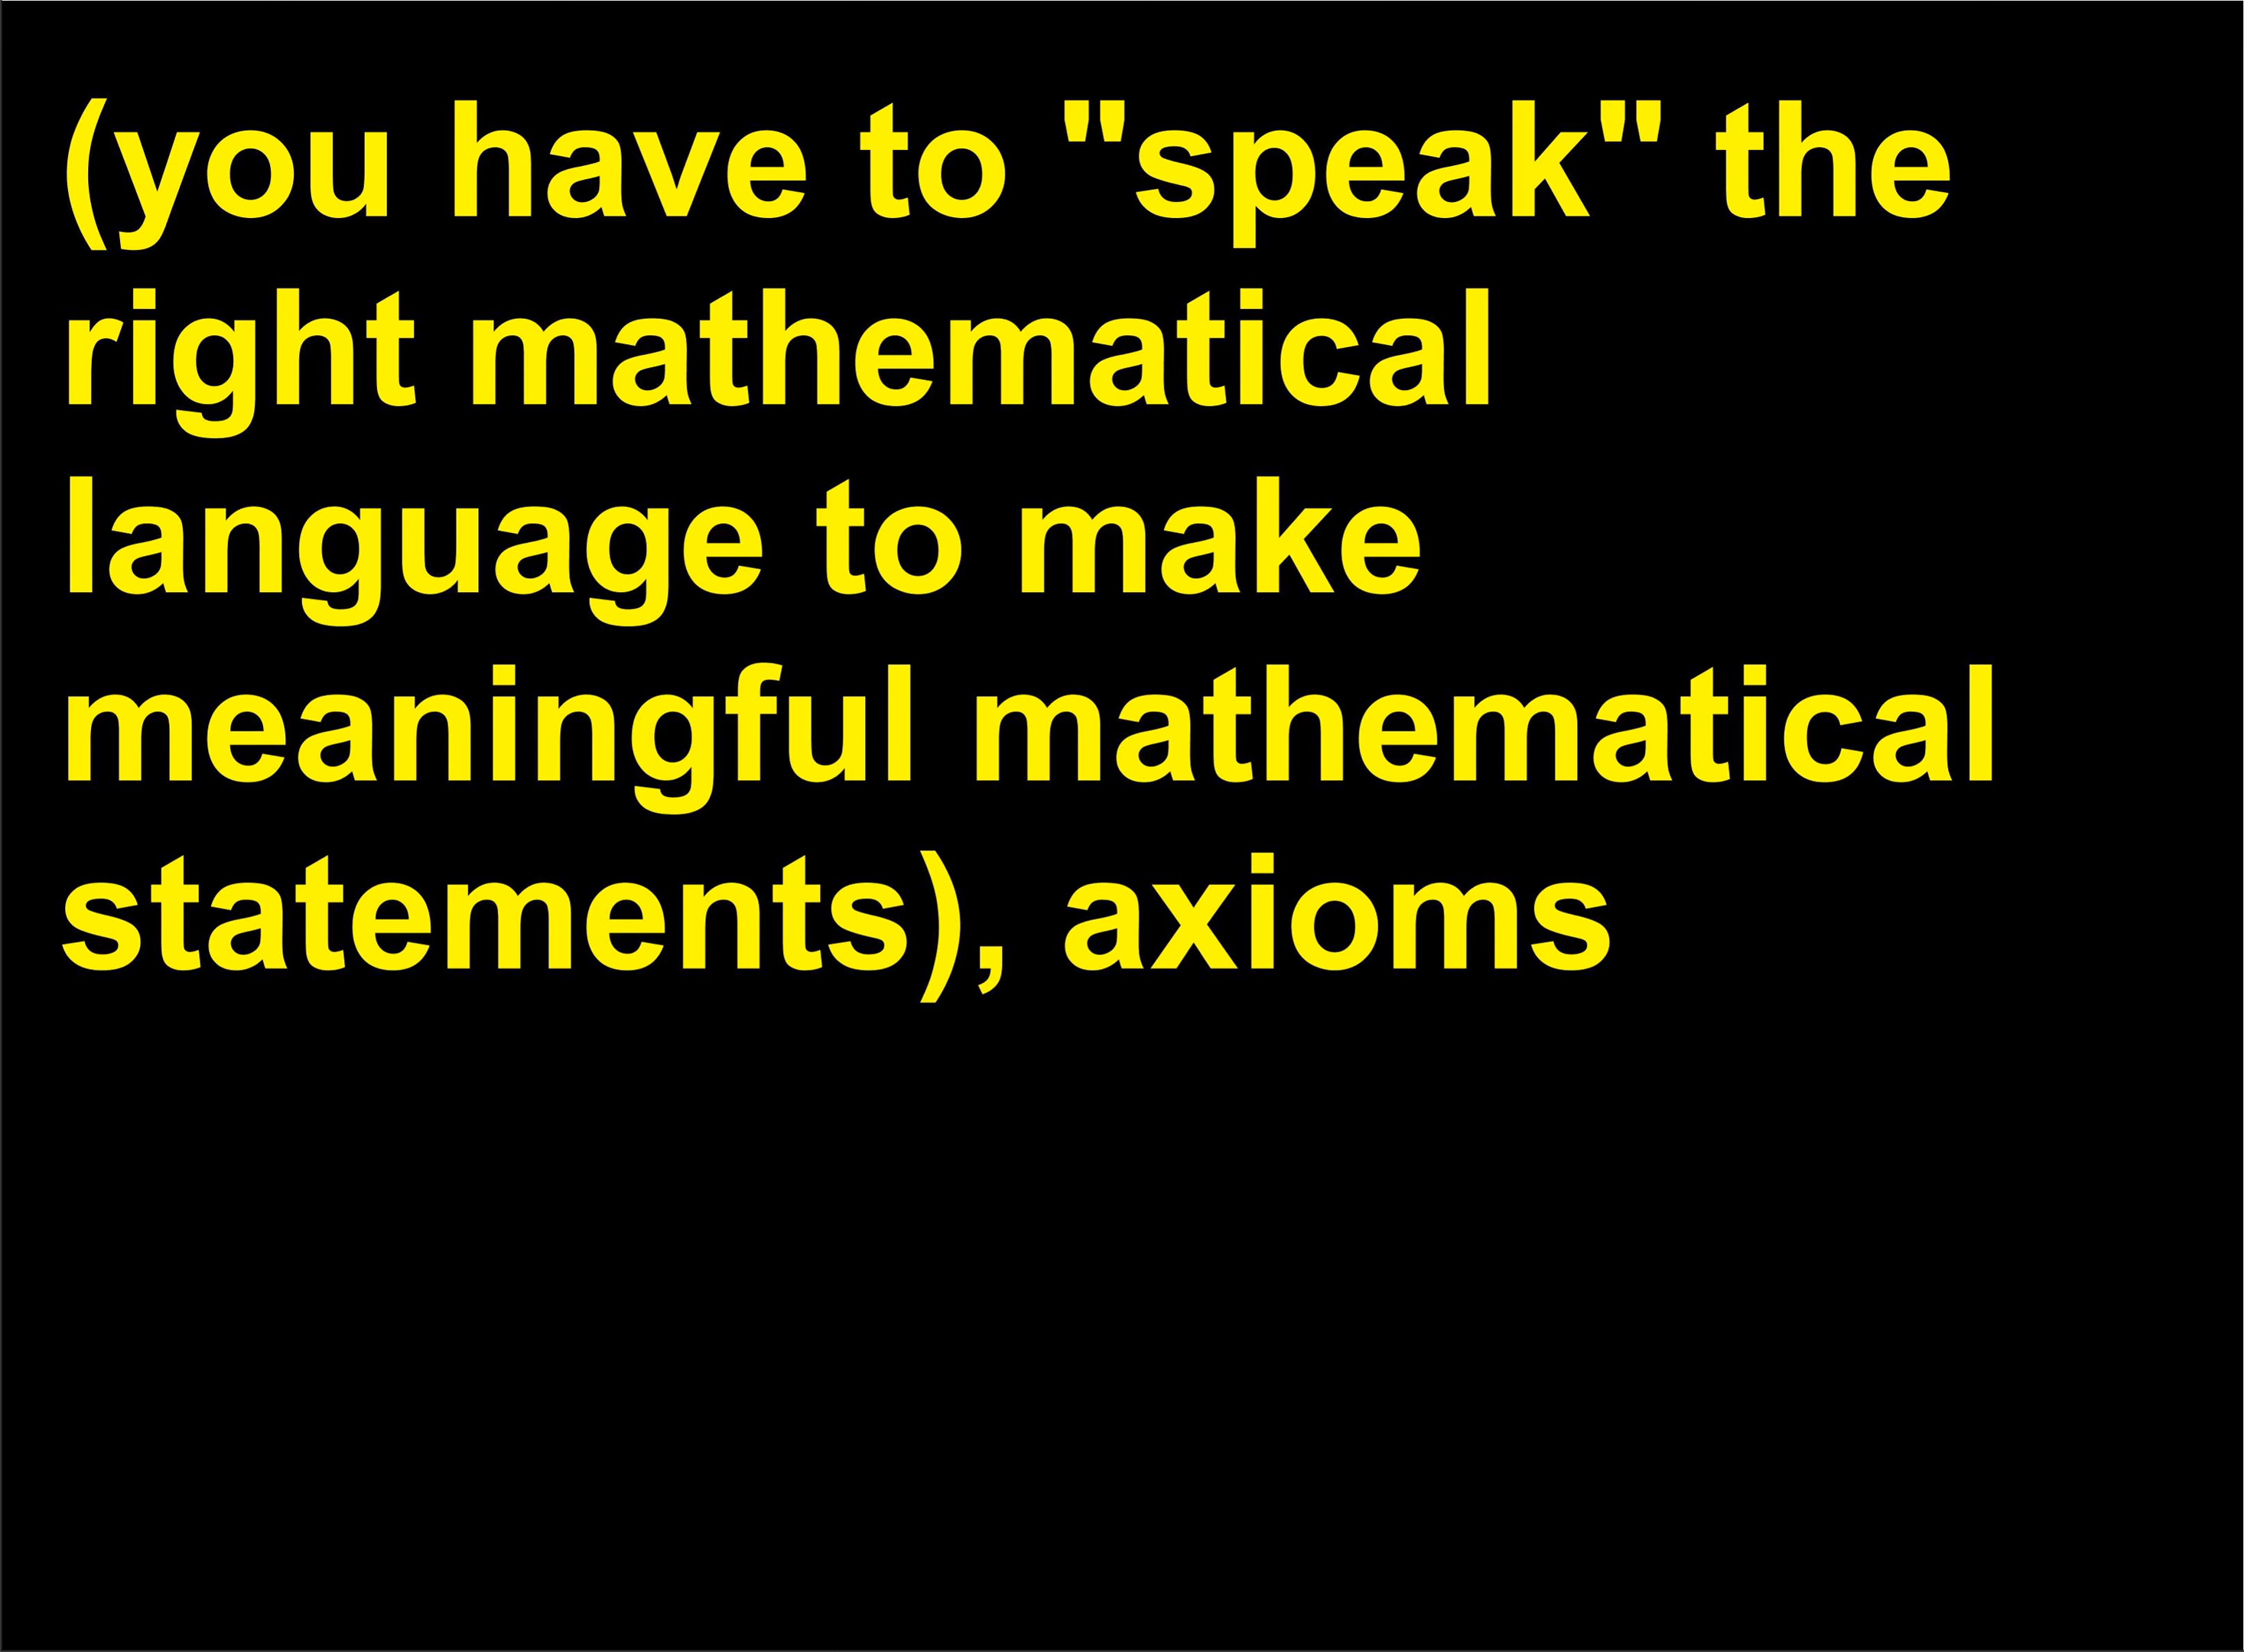 (you have to "speak" the
right mathematical
language to make
meaningful mathematical
statements), axioms